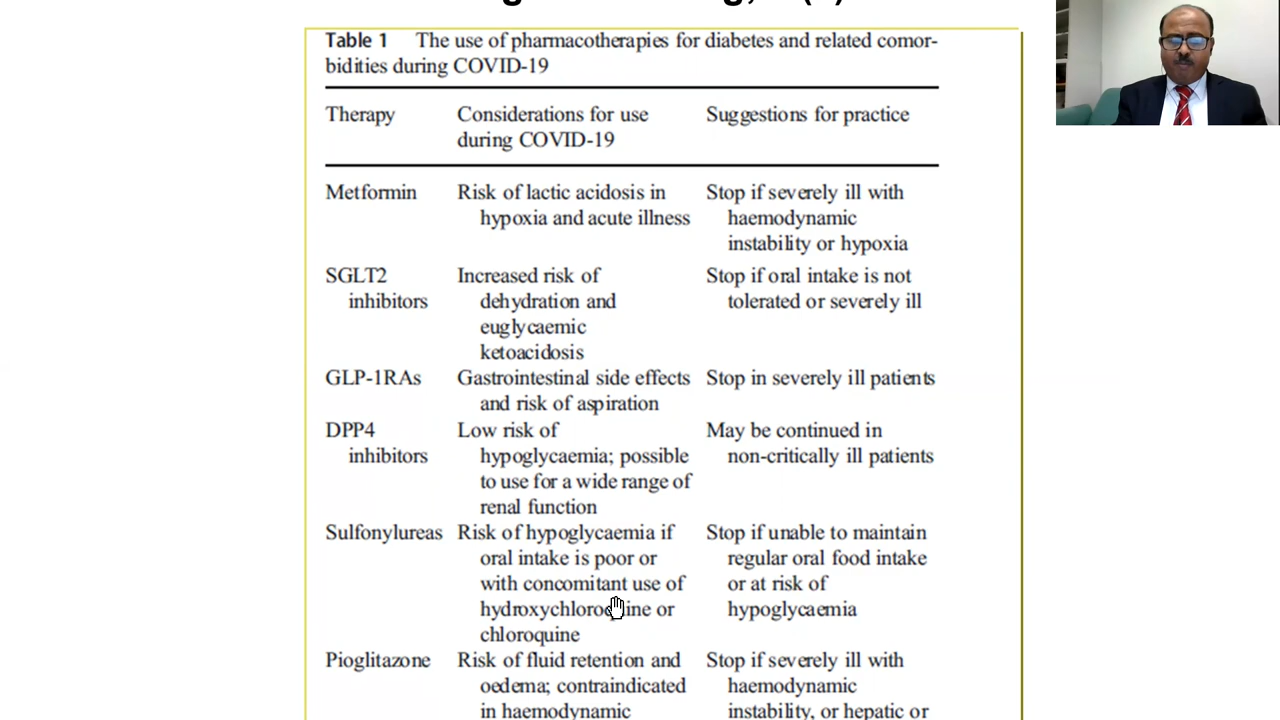 Table 1 The use of pharmacotherapies for diabetes and related comor-
bidities during COVID-19
Therapy Considerations for use Suggestions for practice
during COVID-19
Metformin Risk of lactic acidosis in Stop if severely ill with
hypoxia and acute illness haemodynamic
instability or hypoxia
SGLT2 Increased risk of Stop if oral intake is not
inhibitors dehydration and tolerated or severely ill
euglycaemic
ketoacidosis
GLP-1RAs Gastrointestinal side effects Stop in severely ill patients
and risk of aspiration
DPP4 Low risk of May be continued in
inhibitors hypoglycaemia; possible non-critically ill patients
to use for a wide range of
renal function
Sulfonylureas Risk of hypoglycaemia if Stop if unable to maintain
oral intake is poor or regular oral food intake
with concomitant use of or at risk of
hydroxychloroquine or hypoglycaemia
chloroquine
Pioglitazone Risk of fluid retention and Stop if severely ill with
oedema; contraindicated haemodynamic
in haemodynamic instability, or hepatic or